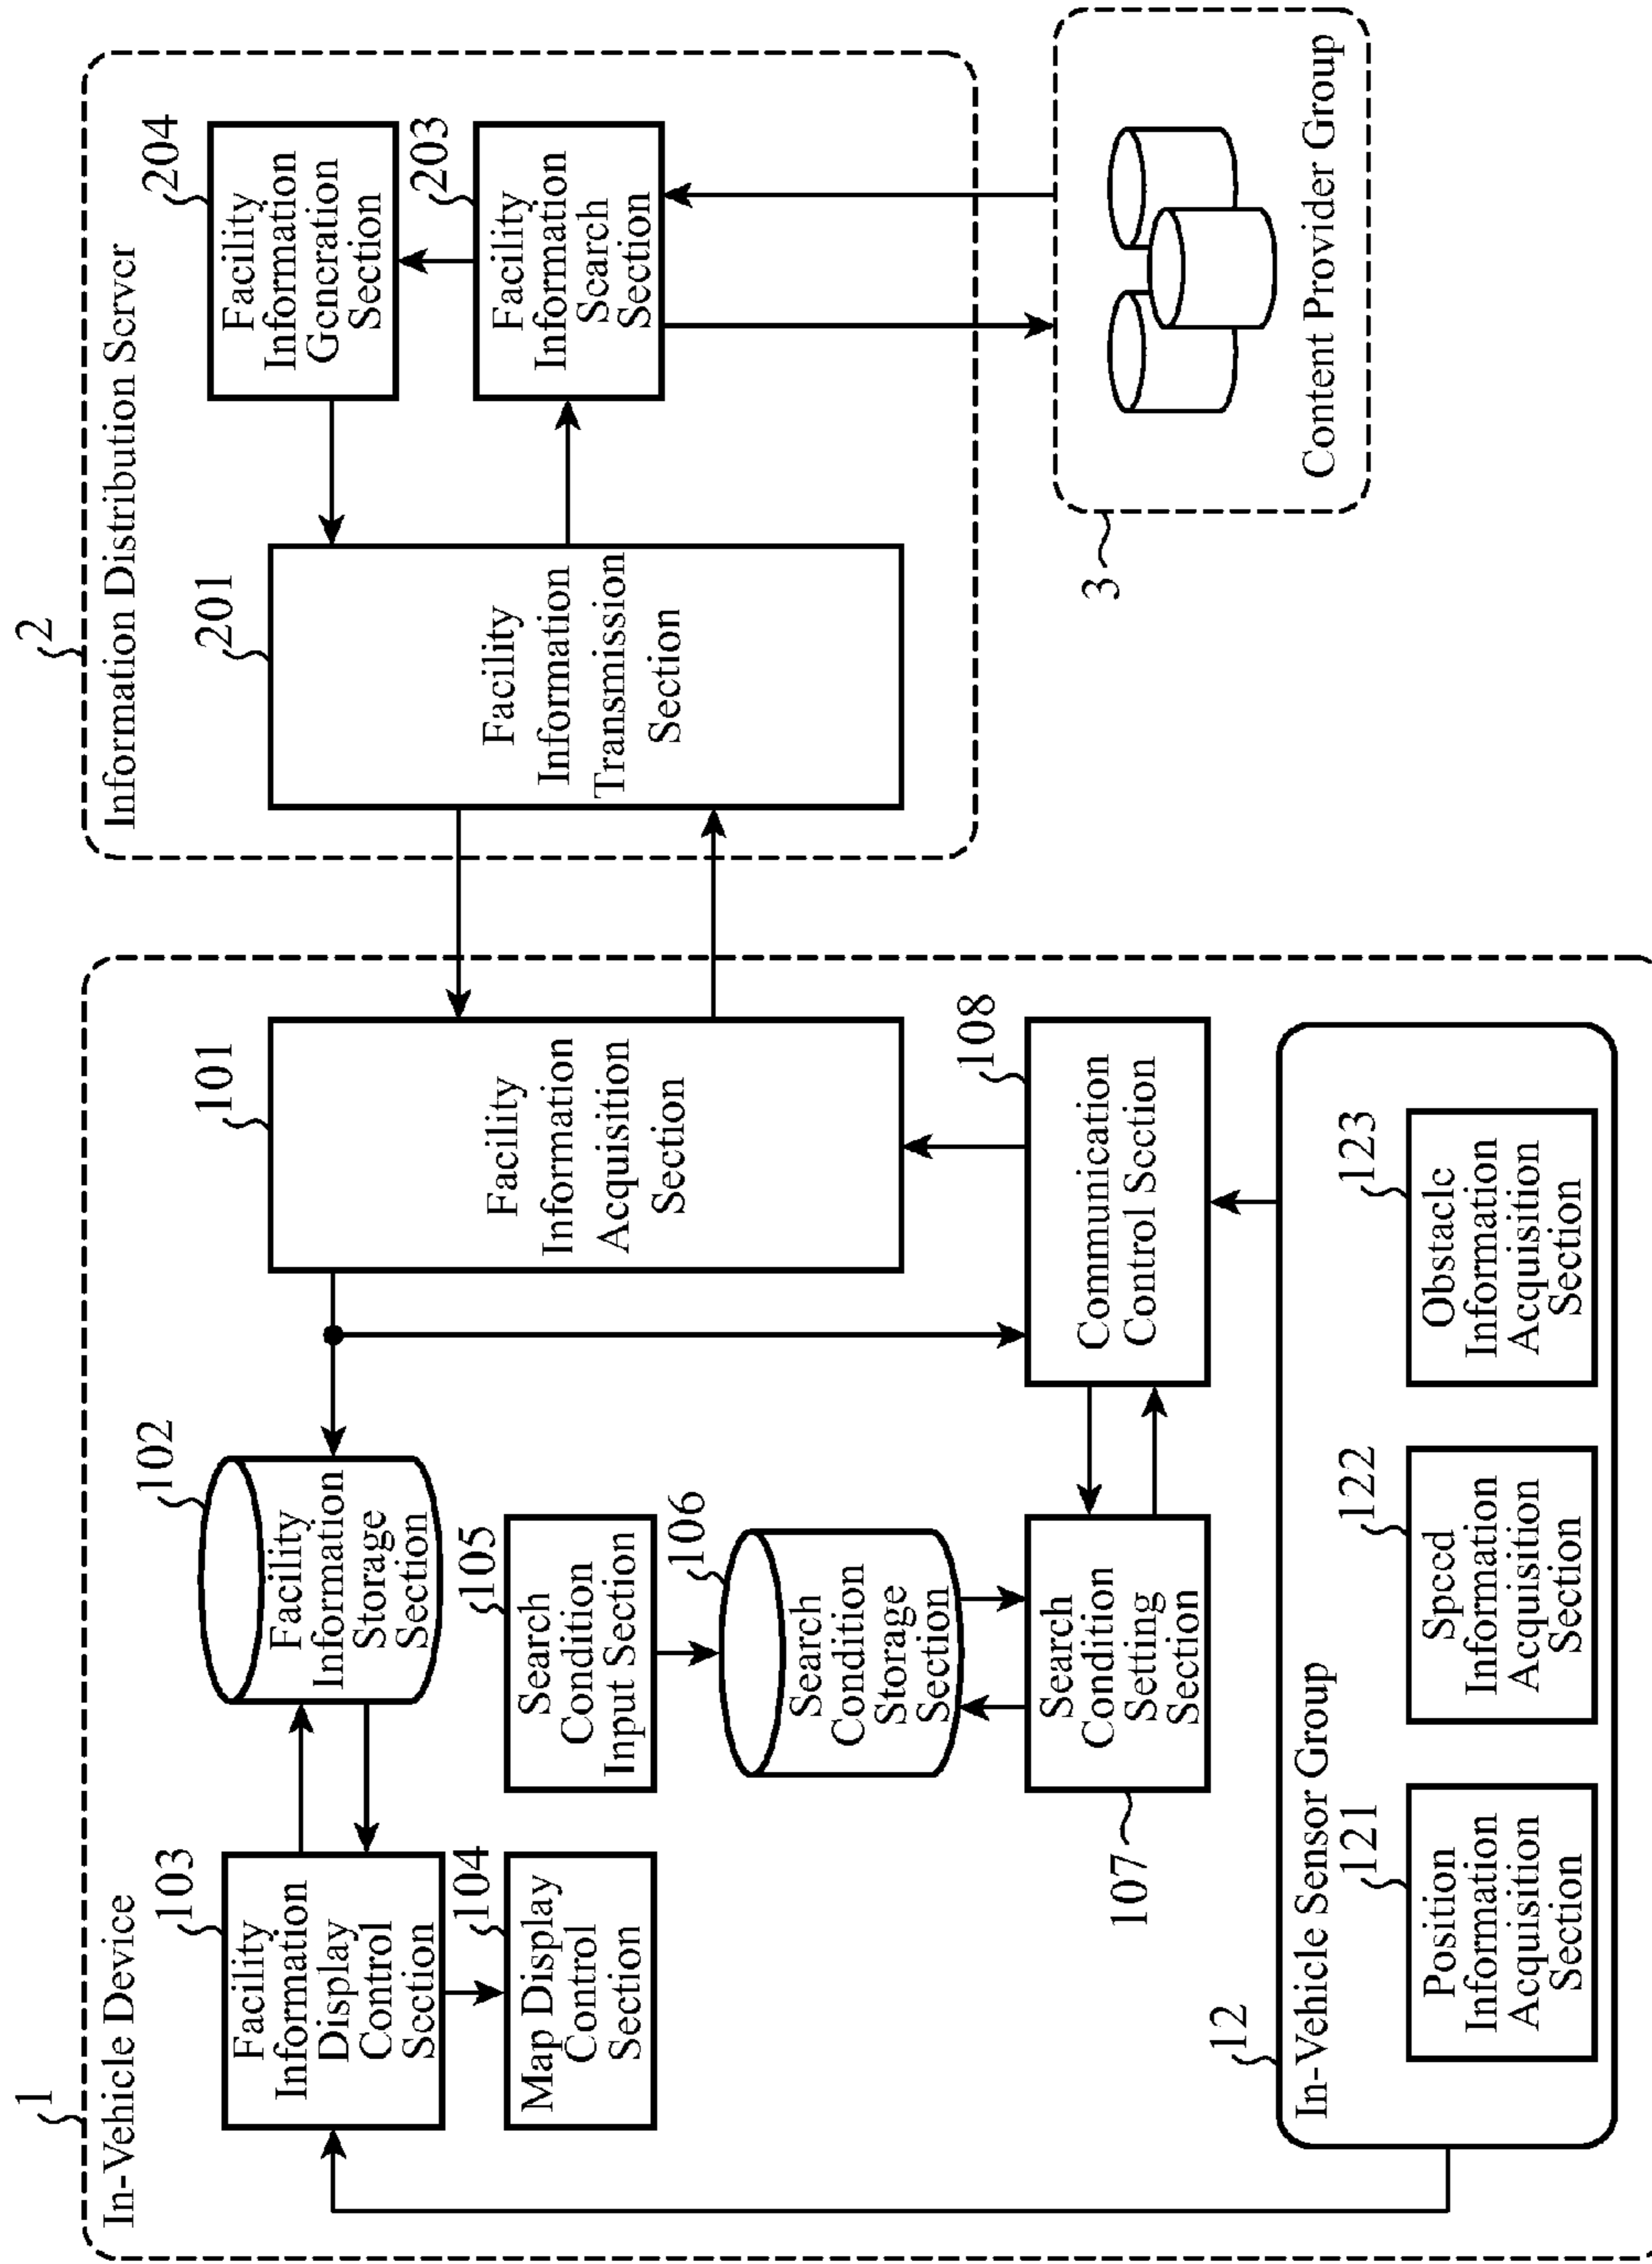 1
In-Vehicle Device
103
Facility
Information
Display
Control
Section
104
Map Display
Control
Section
102
Facility
Information
Storage
Section
105
Search
Condition
Input Section
106
Search
Condition
Storage
Section
107
Search
Condition
Setting
Section
101
Facility
Information
Acquisition
Section
108
Communication
Control Section
12
In-Vehicle Sensor Group
121
Position
Information
Acquisition
Section
122
Speed
Information
Acquisition
Section
123
Obstacle
Information
Acquisition
Section
2
Information Distribution Server
201
Facility
Information
Transmission
Section
204
Facility
Information
Generation
Section
203
Facility
Information
Search
Section
3
Content Provider Group